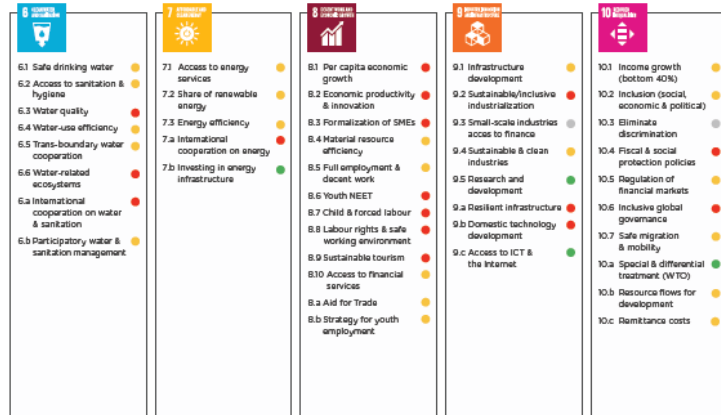 6
7
8
9
10
6.1 Safe drinking water
6.2 Access to sanitation &
hygiene
6.3 Water quality
6.4 Water-use efficiency
6.5 Trans-boundary water
cooperation
6.6 Water-related
ecosystems
6.a International
cooperation on water
& sanitation
6.b Participatory water &
sanitation management
7.1 Access to energy
services
7.2 Share of renewable
energy
7.3 Energy efficiency
7.a International
cooperation on energy
7.b Investing in energy
infrastructure
8.1 Per capita economic
growth
8.2 Economic productivity
& innovation
8.3 Formalization of SMEs
8.4 Material resource
efficiency
8.5 Full employment &
decent work
8.6 Youth NEET
8.7 Child & forced labour
8.8 Labour rights & safe
working environment
8.9 Sustainable tourism
8.10 Access to financial
services
8.a Aid for Trade
8.b Strategy for youth
employment
9.1 Infrastructure
development
9.2 Sustainable/inclusive
industrialization
9.3 Small-scale industries
acces to finance
9.4 Sustainable & clean
industries
9.5 Research and
development
9.a Resilient infrastructure
9.b Domestic technology
development
9.c Access to ICT &
the Internet
10.1 Income growth
(bottom 40%)
10.2 Inclusion (social,
economic & political)
10.3 Eliminate
discrimination
10.4 Fiscal & social
protection policies
10.5 Regulation of
financial markets
10.6 Inclusive global
governance
10.7 Safe migration
& mobility
10.a Special & differential
treatment (WTO)
10.b Resource flows for
development
10.c Remittance costs